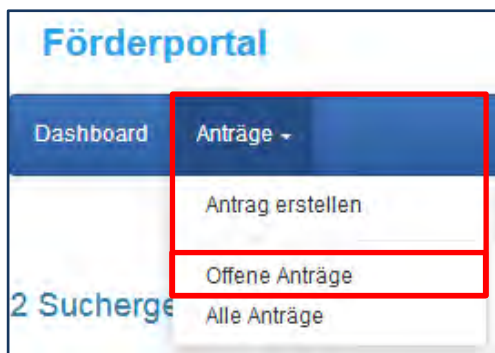 Förderportal
Dashboard Anträge
Antrag erstellen
Offene Anträge
2 Sucherge
Alle Anträge